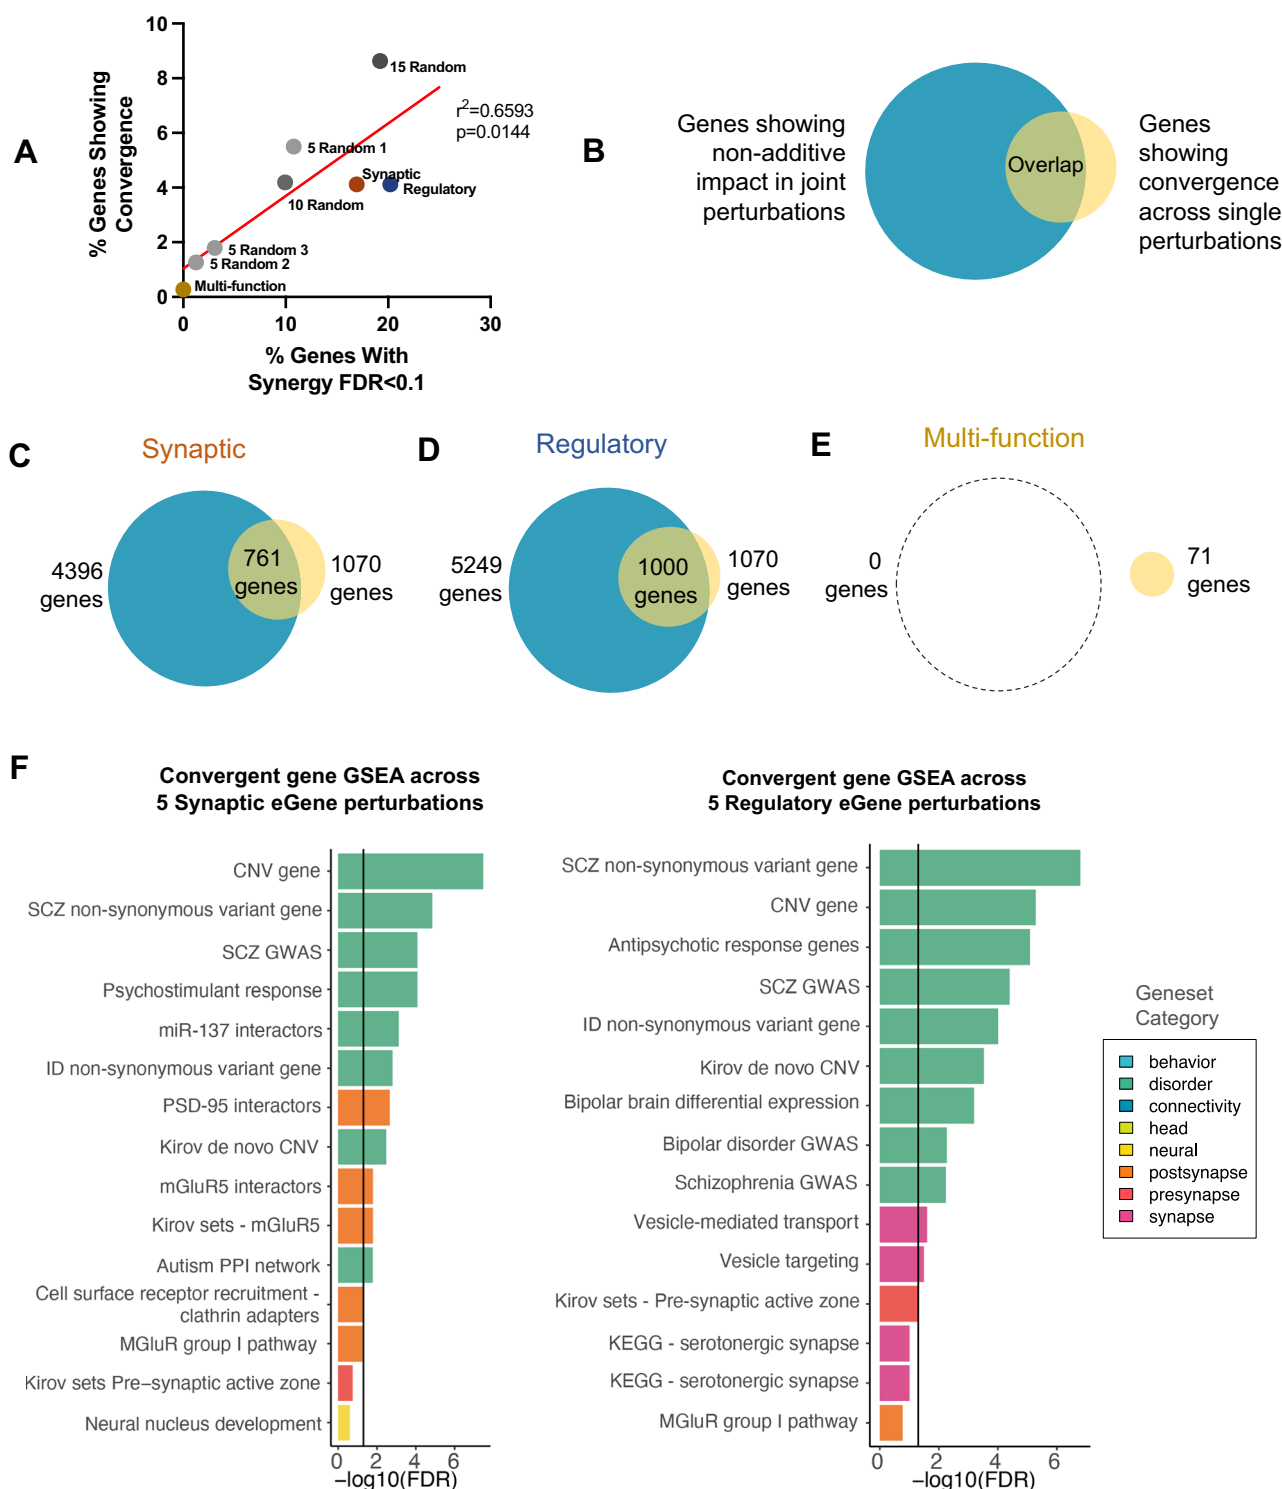 A
10
8
6
4
2
0
% Genes Showing
Convergence
15 Random
r²=0.6593
p=0.0144
5 Random 1
Synaptic
Regulatory
10 Random
5 Random 3
5 Random 2
Multi-function
0
10
20
30
% Genes With
Synergy FDR<0.1
B
Genes showing
non-additive
impact in joint
perturbations
Overlap
Genes
showing
convergence
across single
perturbations
C
Synaptic
4396
genes
761
genes
1070
genes
D
Regulatory
5249
genes
1000
genes
1070
genes
E
Multi-function
0
genes
71
genes
F
Convergent gene GSEA across
5 Synaptic eGene perturbations
CNV gene
SCZ non-synonymous variant gene
SCZ GWAS
Psychostimulant response
miR-137 interactors
ID non-synonymous variant gene
PSD-95 interactors
Kirov de novo CNV
mGluR5 interactors
Kirov sets - mGluR5
Autism PPI network
Cell surface receptor recruitment -
clathrin adapters
MGluR group I pathway
Kirov sets Pre−synaptic active zone
Neural nucleus development
0 2 4 6
−log10(FDR)
Convergent gene GSEA across
5 Regulatory eGene perturbations
SCZ non-synonymous variant gene
CNV gene
Antipsychotic response genes
SCZ GWAS
ID non-synonymous variant gene
Kirov de novo CNV
Bipolar brain differential expression
Bipolar disorder GWAS
Schizophrenia GWAS
Vesicle-mediated transport
Vesicle targeting
Kirov sets - Pre-synaptic active zone
KEGG - serotonergic synapse
KEGG - serotonergic synapse
MGluR group I pathway
0 2 4 6
−log10(FDR)
Geneset
Category
behavior
disorder
connectivity
head
neural
postsynapse
presynapse
synapse